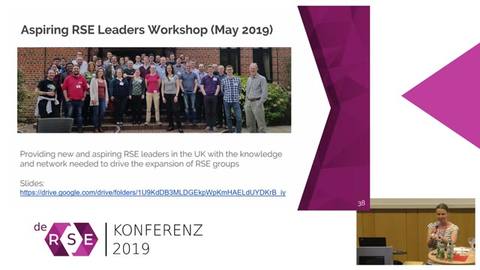 Aspiring RSE Leaders Workshop (May 2019)
Providing new and aspiring RSE leaders in the UK with the knowledge
and network needed to drive the expansion of RSE groups
Slides:
https://drive.google.com/drive/folders/1U9KdDB3MLDGEkpWpKmHAELdUYDKrB_jy
38
de
RSE
KONFERENZ
2019